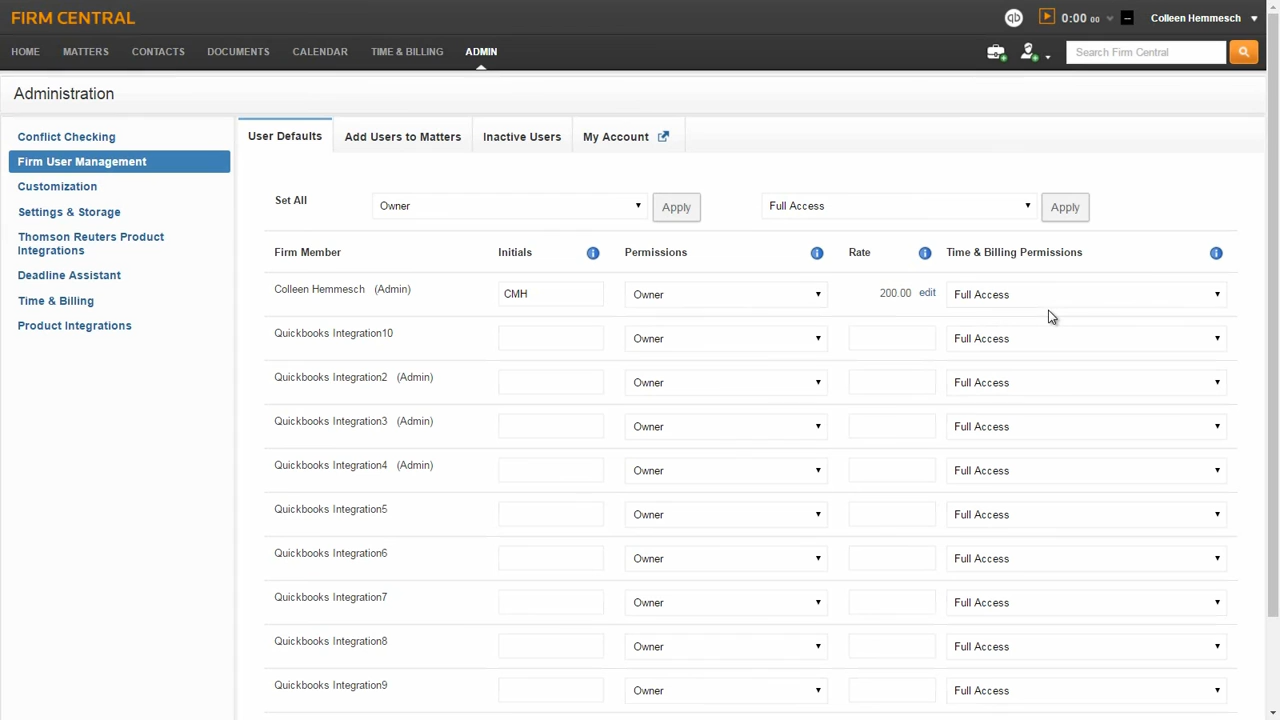 FIRM CENTRAL
qb 0:00 00 Colleen Hemmesch
HOME MATTERS CONTACTS DOCUMENTS CALENDAR TIME & BILLING ADMIN
Search Firm Central
Administration
Conflict Checking
Firm User Management
Customization
Settings & Storage
Thomson Reuters Product
Integrations
Deadline Assistant
Time & Billing
Product Integrations
User Defaults Add Users to Matters Inactive Users My Account
Set All Owner Apply Full Access Apply
Firm Member Initials Permissions Rate Time & Billing Permissions
Colleen Hemmesch (Admin) CMH Owner 200.00 edit Full Access
Quickbooks Integration10 Owner Full Access
Quickbooks Integration2 (Admin) Owner Full Access
Quickbooks Integration3 (Admin) Owner Full Access
Quickbooks Integration4 (Admin) Owner Full Access
Quickbooks Integration5 Owner Full Access
Quickbooks Integration6 Owner Full Access
Quickbooks Integration7 Owner Full Access
Quickbooks Integration8 Owner Full Access
Quickbooks Integration9 Owner Full Access